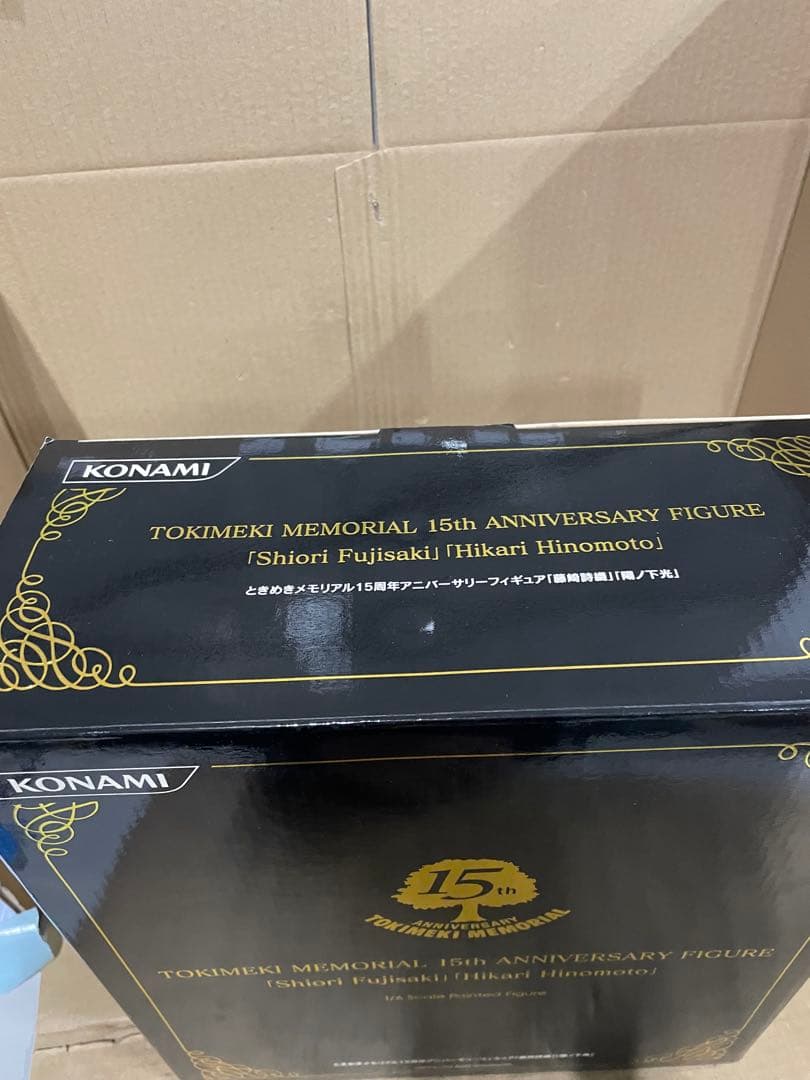 KONAMI
TOKIMEKI MEMORIAL 15th ANNIVERSARY FIGURE
「Shiori Fujisaki」「Hikari Hinomoto」
ときめきメモリアル15周年アニバーサリーフィギュア「藤崎詩織」「陽ノ下光」
KONAMI
15th
ANNIVERSARY
TOKIMEKI MEMORIAL
TOKIMEKI MEMORIAL 15th ANNIVERSARY FIGURE
「Shiori Fujisaki」「Hikari Hinomoto」
1/6 Scale Painted Figure